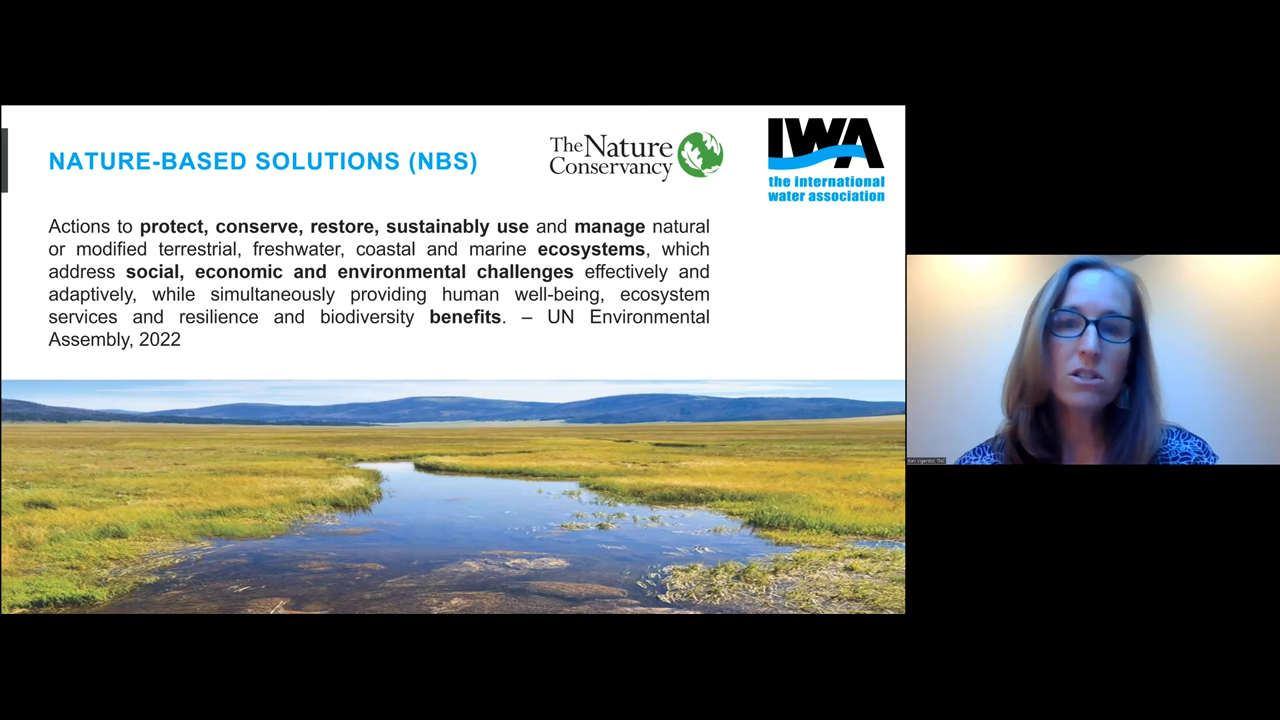 NATURE-BASED SOLUTIONS (NBS)
The Nature
Conservancy
IWA
the international
water association
Actions to protect, conserve, restore, sustainably use and manage natural
or modified terrestrial, freshwater, coastal and marine ecosystems, which
address social, economic and environmental challenges effectively and
adaptively, while simultaneously providing human well-being, ecosystem
services and resilience and biodiversity benefits. – UN Environmental
Assembly, 2022
Kari Vigerstol, TNC